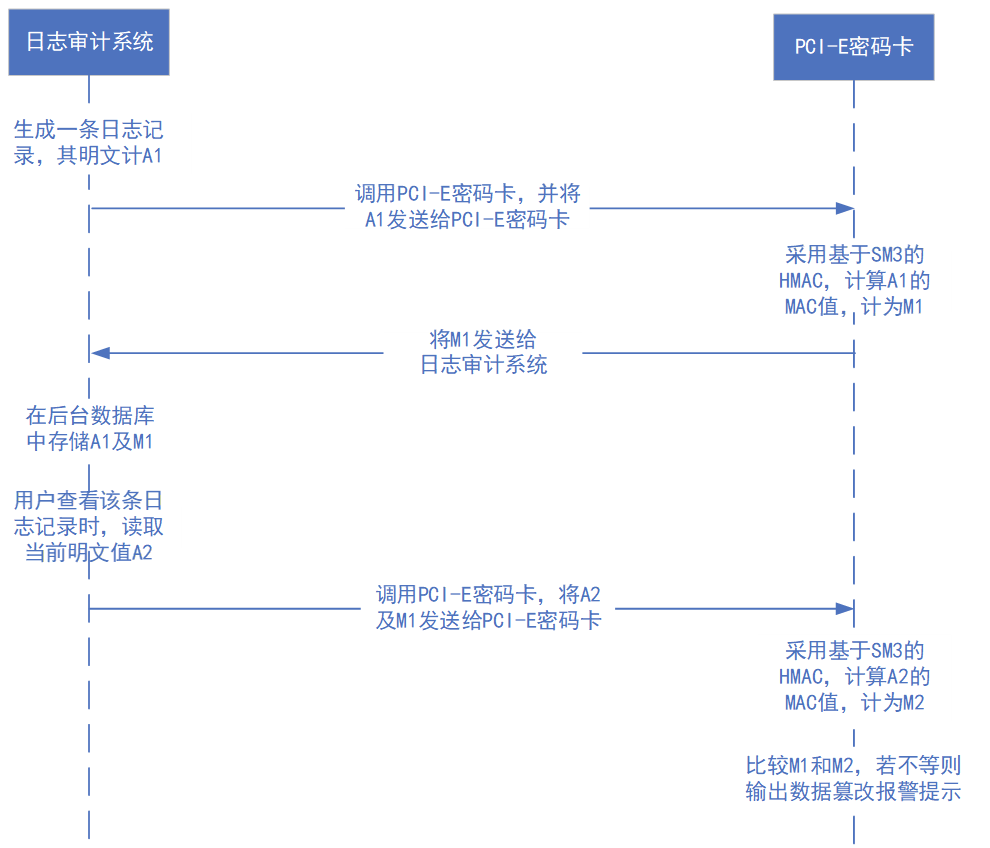 日志审计系统
PCI-E密码卡
生成一条日志记
录，其明文计A1
调用PCI-E密码卡，并将
A1发送给PCI-E密码卡
采用基于SM3的
HMAC，计算A1的
MAC值，计为M1
将M1发送给
日志审计系统
在后台数据库
中存储A1及M1
用户查看该条日
志记录时，读取
当前明文值A2
调用PCI-E密码卡，将A2
及M1发送给PCI-E密码卡
采用基于SM3的
HMAC，计算A2的
MAC值，计为M2
比较M1和M2，若不等则
输出数据篡改报警提示